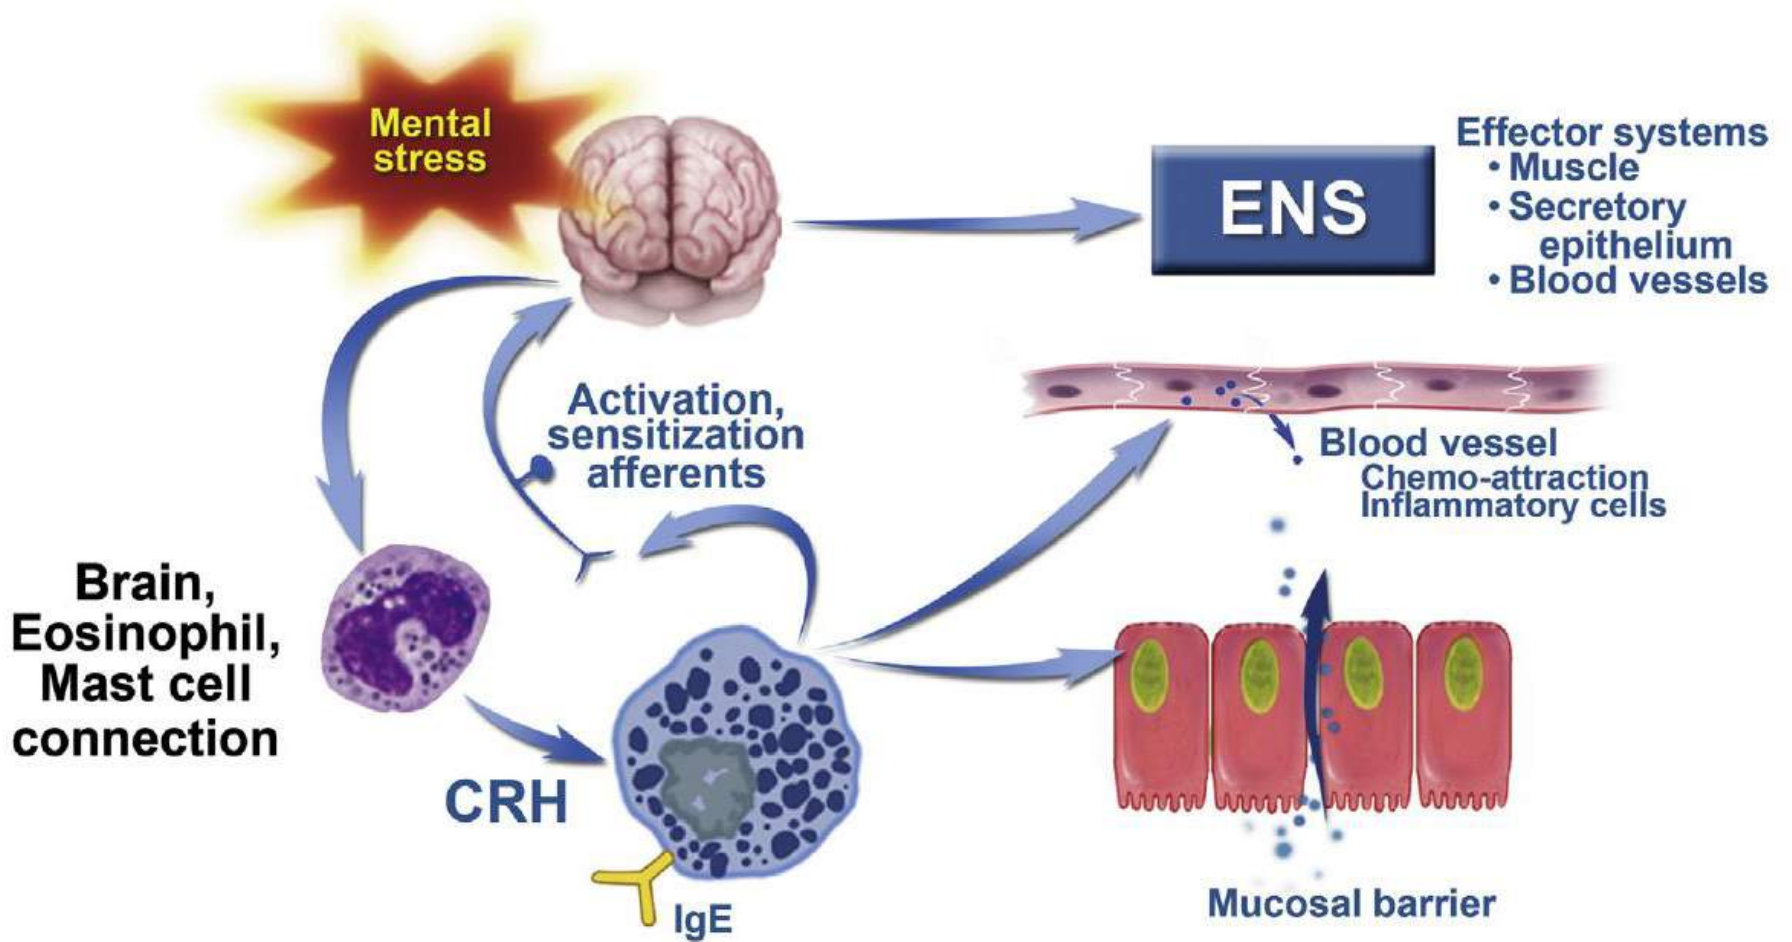 Mental
stress
ENS
Effector systems
• Muscle
• Secretory
epithelium
• Blood vessels
Activation,
sensitization
afferents
Blood vessel
Chemo-attraction
Inflammatory cells
Brain,
Eosinophil,
Mast cell
connection
CRH
IgE
Mucosal barrier